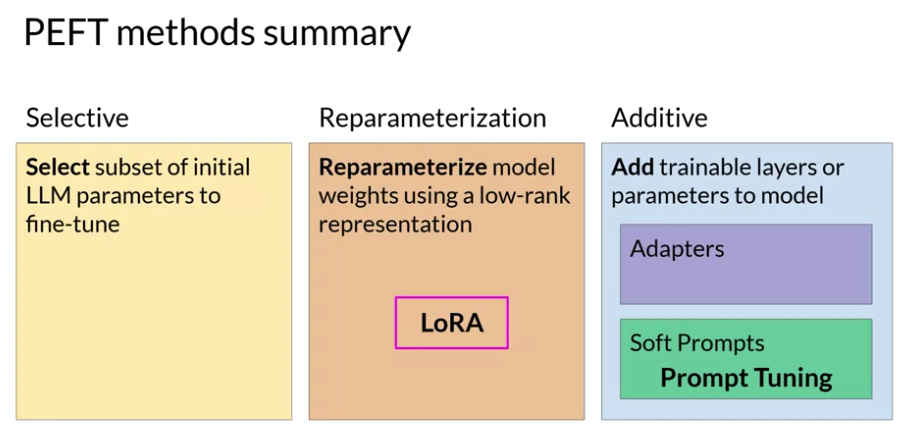 PEFT methods summary
Selective
Select subset of initial
LLM parameters to
fine-tune
Reparameterization
Reparameterize model
weights using a low-rank
representation
LoRA
Additive
Add trainable layers or
parameters to model
Adapters
Soft Prompts
Prompt Tuning